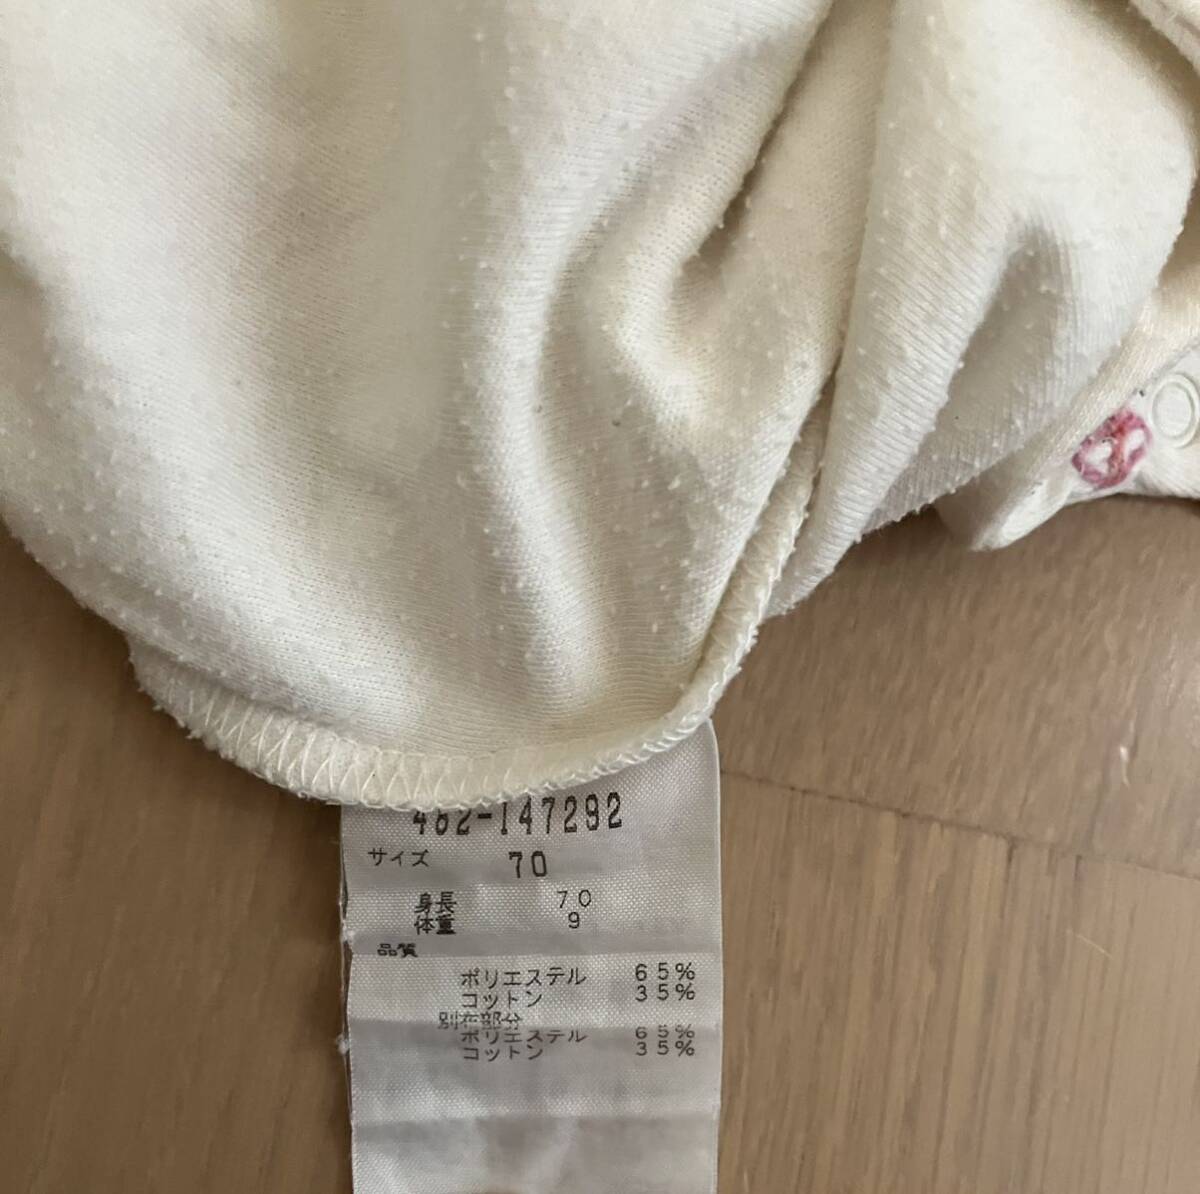 462-147292
サイズ 70
身長 70
体重 9
品質
ポリエステル 65%
コットン 35%
別布部分
ポリエステル 65%
コットン 35%